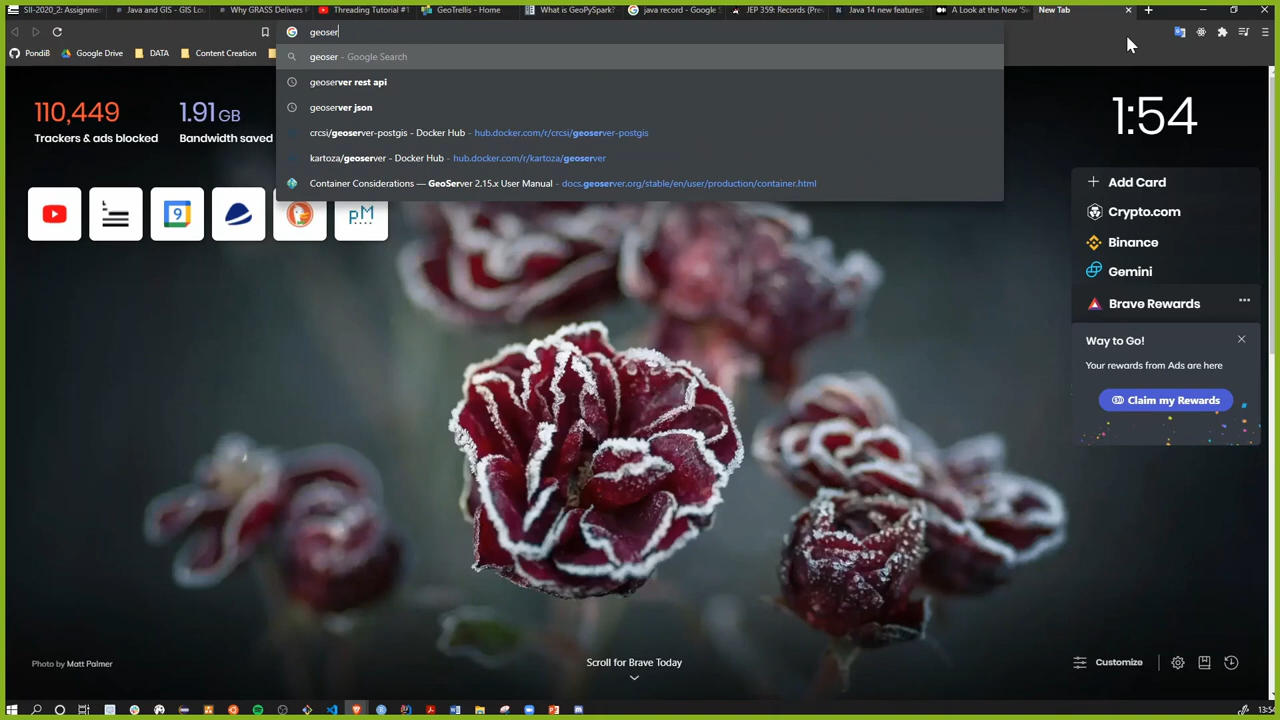 SII-2020_2: Assignmen
Java and GIS - GIS Lou
Why GRASS Delivers P
Threading Tutorial #1
GeoTrellis - Home
What is GeoPySpark?
java record - Google S
JEP 359: Records (Prev
Java 14 new features:
A Look at the New 'Sw
New Tab
geoser
PondiB
Google Drive
DATA
Content Creation
geoser - Google Search
geoserver rest api
geoserver json
crcsi/geoserver-postgis - Docker Hub - hub.docker.com/r/crcsi/geoserver-postgis
kartoza/geoserver - Docker Hub - hub.docker.com/r/kartoza/geoserver
Container Considerations — GeoServer 2.15.x User Manual - docs.geoserver.org/stable/en/user/production/container.html
110,449
Trackers & ads blocked
1.91 GB
Bandwidth saved
1:54
9
pM
Add Card
Crypto.com
Binance
Gemini
Brave Rewards
Way to Go!
Your rewards from Ads are here
Claim my Rewards
Photo by Matt Palmer
Scroll for Brave Today
Customize
13:54